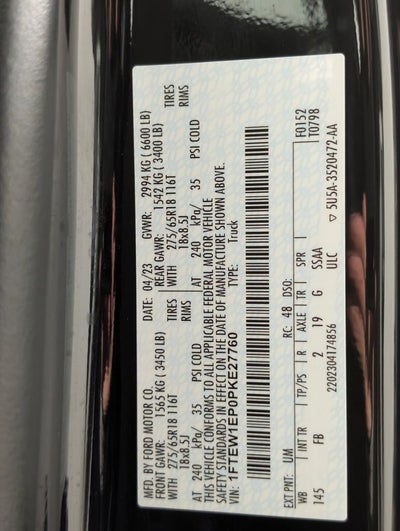 MFD. BY FORD MOTOR CO.
DATE: 04/23 GVWR: 2994 KG ( 6600 LB)
FRONT GAWR: 1565 KG ( 3450 LB) REAR GAWR: 1542 KG ( 3400 LB)
WITH 275/65R18 116T TIRES WITH 275/65R18 116T TIRES
18x8.5J RIMS 18x8.5J RIMS
AT 240 kPa/ 35 PSI COLD AT 240 kPa/ 35 PSI COLD
THIS VEHICLE CONFORMS TO ALL APPLICABLE FEDERAL MOTOR VEHICLE
SAFETY STANDARDS IN EFFECT ON THE DATE OF MANUFACTURE SHOWN ABOVE.
VIN: 1FTEW1EP0PKE27760 TYPE: Truck
F0152
T0798
EXT PNT: UM RC: 48 DSO:
WB INT TR TP/PS R AXLE TR SPR
145 FB 2 19 G SSAA
2202304174856 ULC ▽ 5U5A-3520472-AA